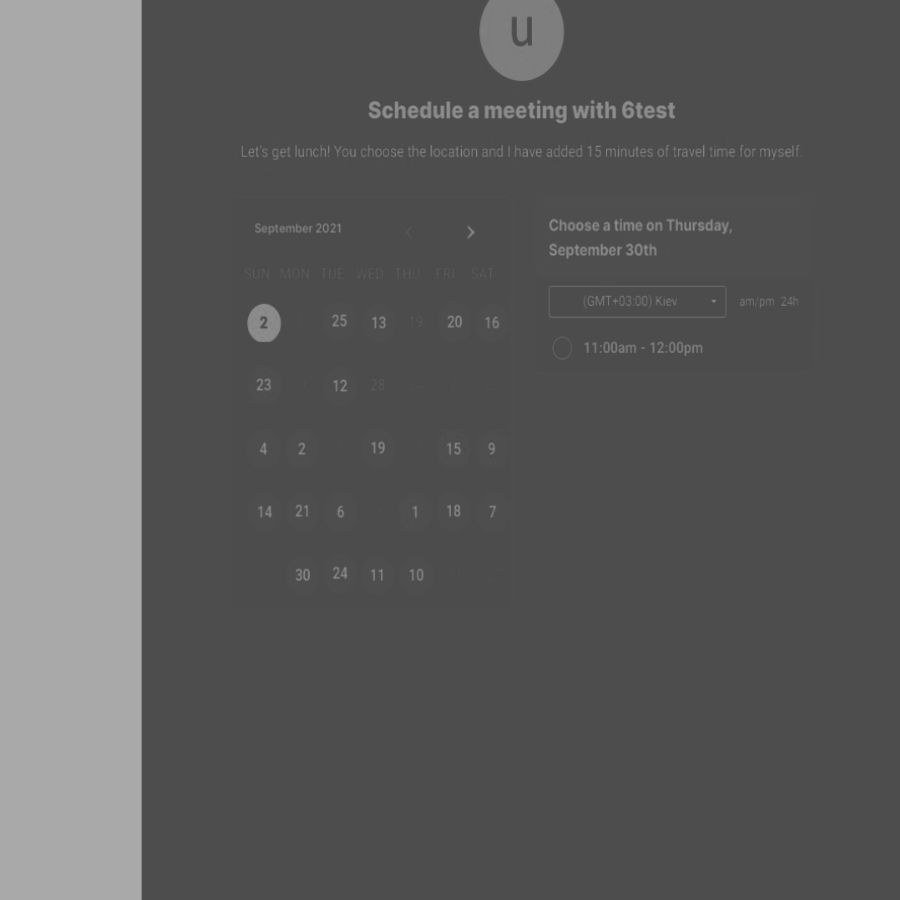 u
Schedule a meeting with 6test
Let's get lunch! You choose the location and I have added 15 minutes of travel time for myself.
September 2021
SUN MON TUE WED THU FRI SAT
2 25 13 19 20 16
23 12 28
4 2 19 15 9
14 21 6 1 18 7
30 24 11 10
Choose a time on Thursday,
September 30th
(GMT+03:00) Kiev am/pm 24h
11:00am - 12:00pm